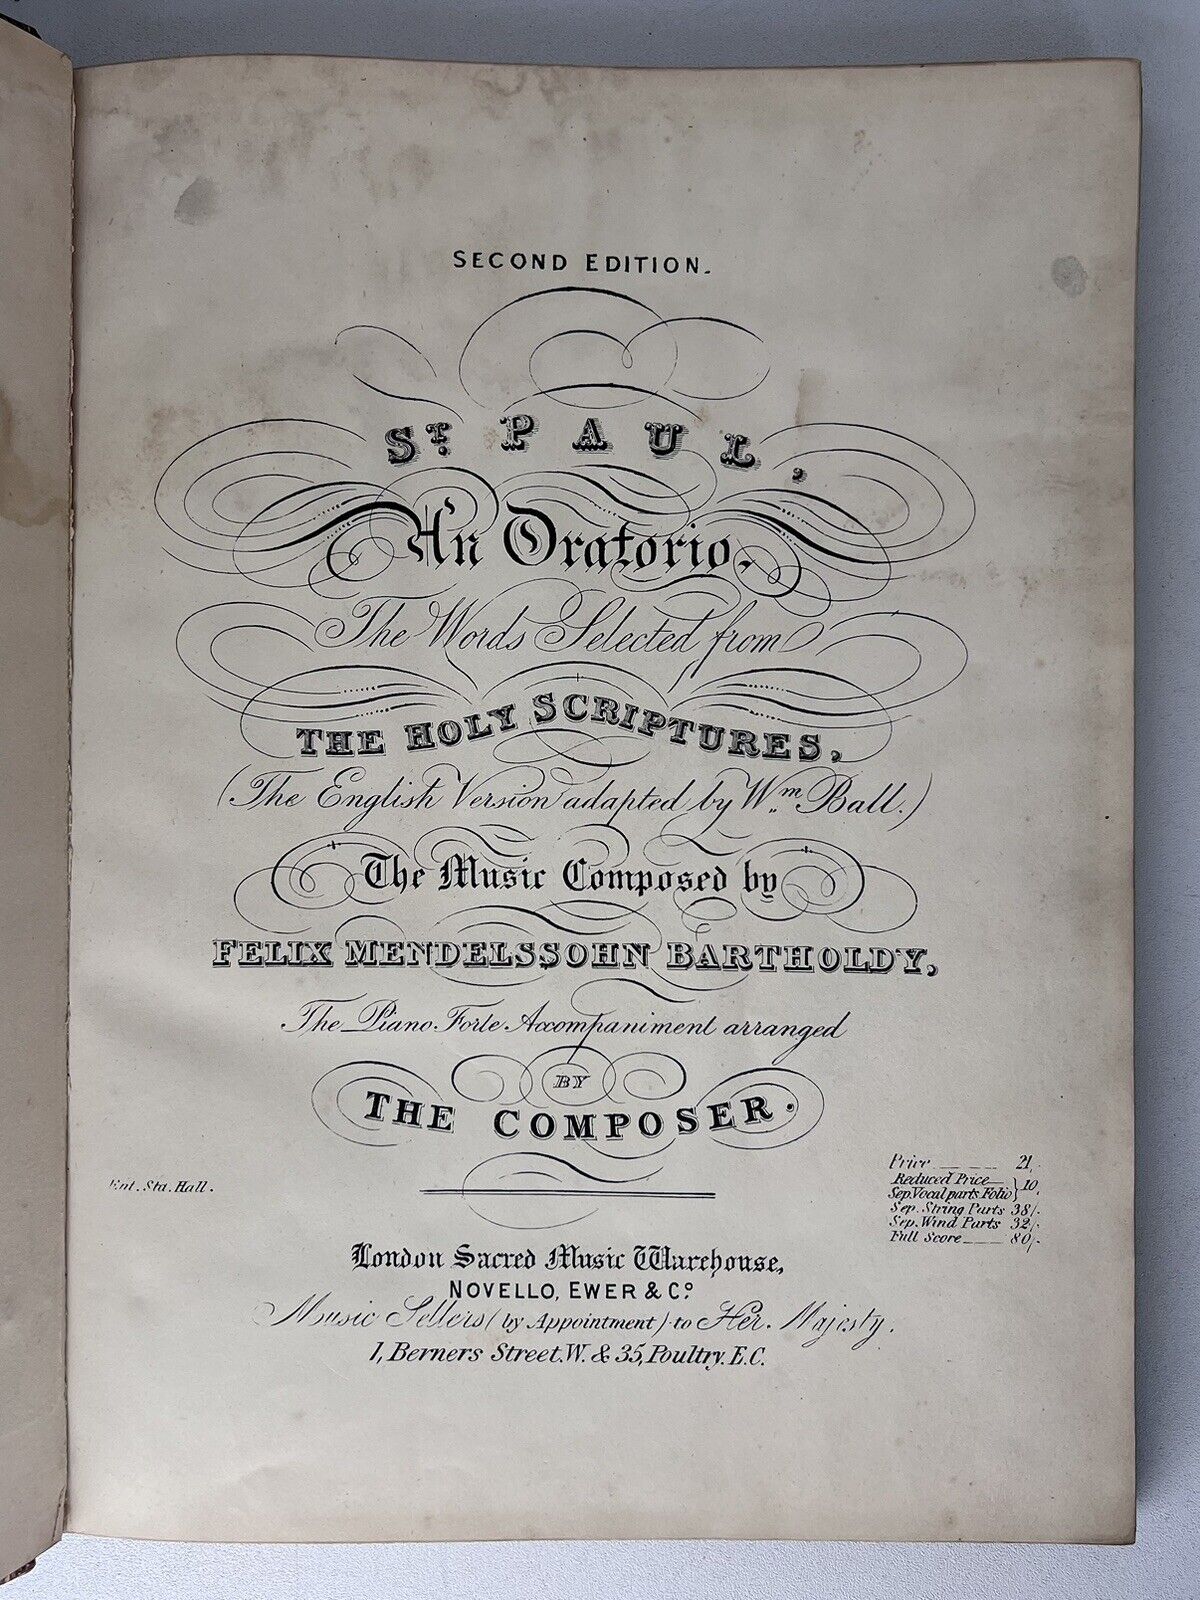 SECOND EDITION.
ST. PAUL,
An Oratorio.
The Words Selected from
THE HOLY SCRIPTURES,
(The English Version adapted by Wm. Ball.)
The Music Composed by
FELIX MENDELSSOHN BARTHOLDY,
The Piano Forte Accompaniment arranged
BY
THE COMPOSER.
Ent. Sta. Hall.
Price 21/-
Reduced Price
Sep. Vocal parts Folio } 10/-
Sep. String Parts 38/-
Sep. Wind Parts 32/-
Full Score 80/-
London Sacred Music Warehouse,
NOVELLO, EWER & Co.
Music Sellers (by Appointment) to Her Majesty.
1, Berners Street. W. & 35, Poultry. E.C.